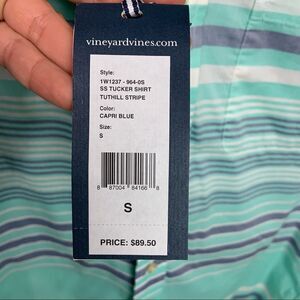 vineyardvines.com
Style:
1W1237 - 964-0S
SS TUCKER SHIRT
TUTHILL STRIPE
Color:
CAPRI BLUE
Size:
S
8 87004 84166 8
S
PRICE: $89.50